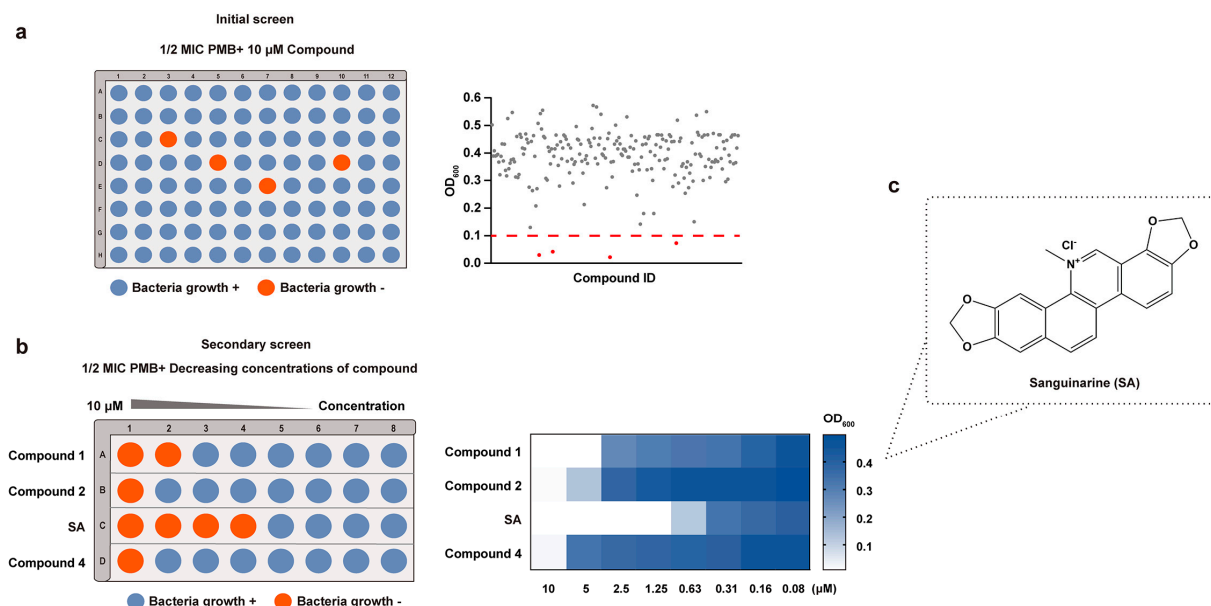 a
Initial screen
1/2 MIC PMB+ 10 μM Compound
1 2 3 4 5 6 7 8 9 10 11 12
A
B
C
D
E
F
G
H
Bacteria growth + Bacteria growth -
0.6
0.5
0.4
0.3
0.2
0.1
0.0
OD600
Compound ID
c
Cl-
N+
O
O
O
O
Sanguinarine (SA)
b
Secondary screen
1/2 MIC PMB+ Decreasing concentrations of compound
10 μM Concentration
1 2 3 4 5 6 7 8
Compound 1 A
Compound 2 B
SA C
Compound 4 D
Bacteria growth + Bacteria growth -
Compound 1
Compound 2
SA
Compound 4
10 5 2.5 1.25 0.63 0.31 0.16 0.08 (μM)
OD600
0.4
0.3
0.2
0.1